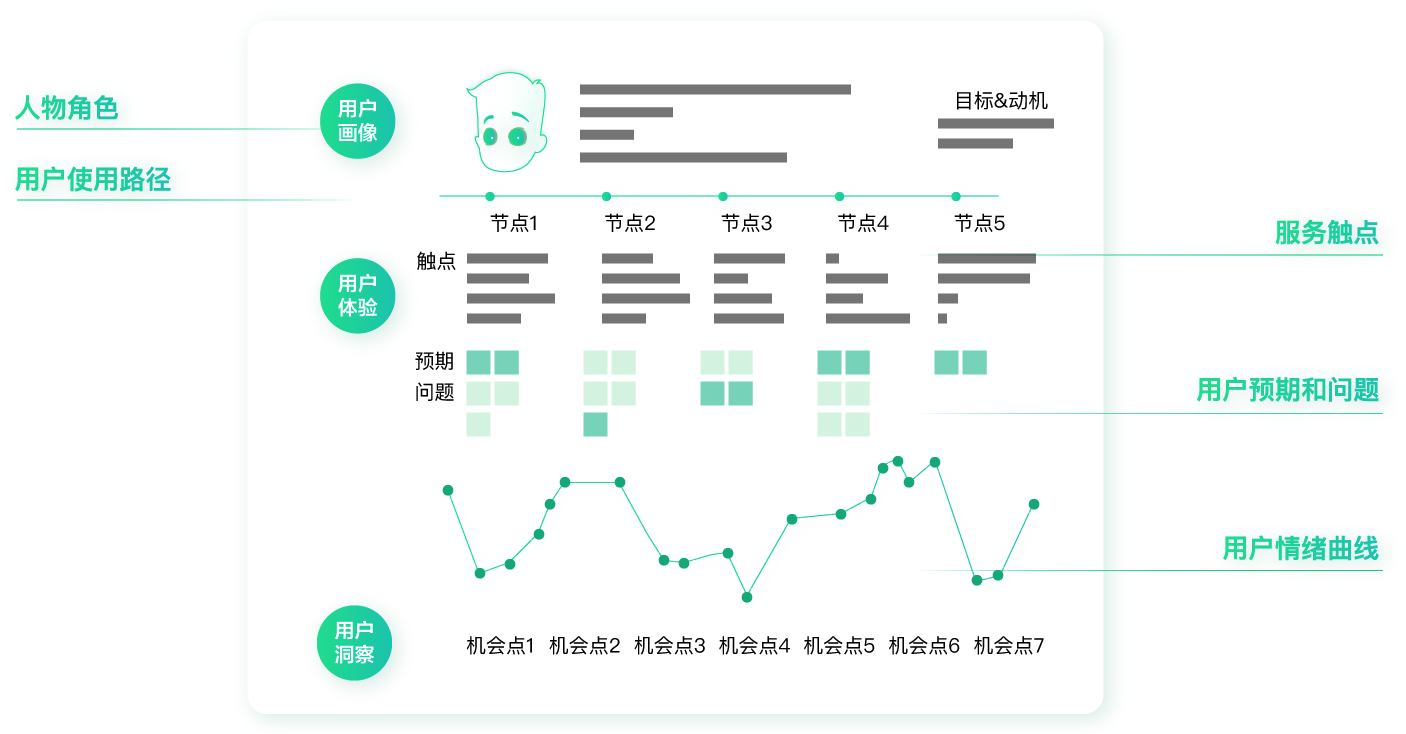 人物角色
用户使用路径
用户
画像
目标&动机
节点1
节点2
节点3
节点4
节点5
服务触点
触点
用户
体验
预期
问题
用户预期和问题
用户情绪曲线
用户
洞察
机会点1
机会点2
机会点3
机会点4
机会点5
机会点6
机会点7